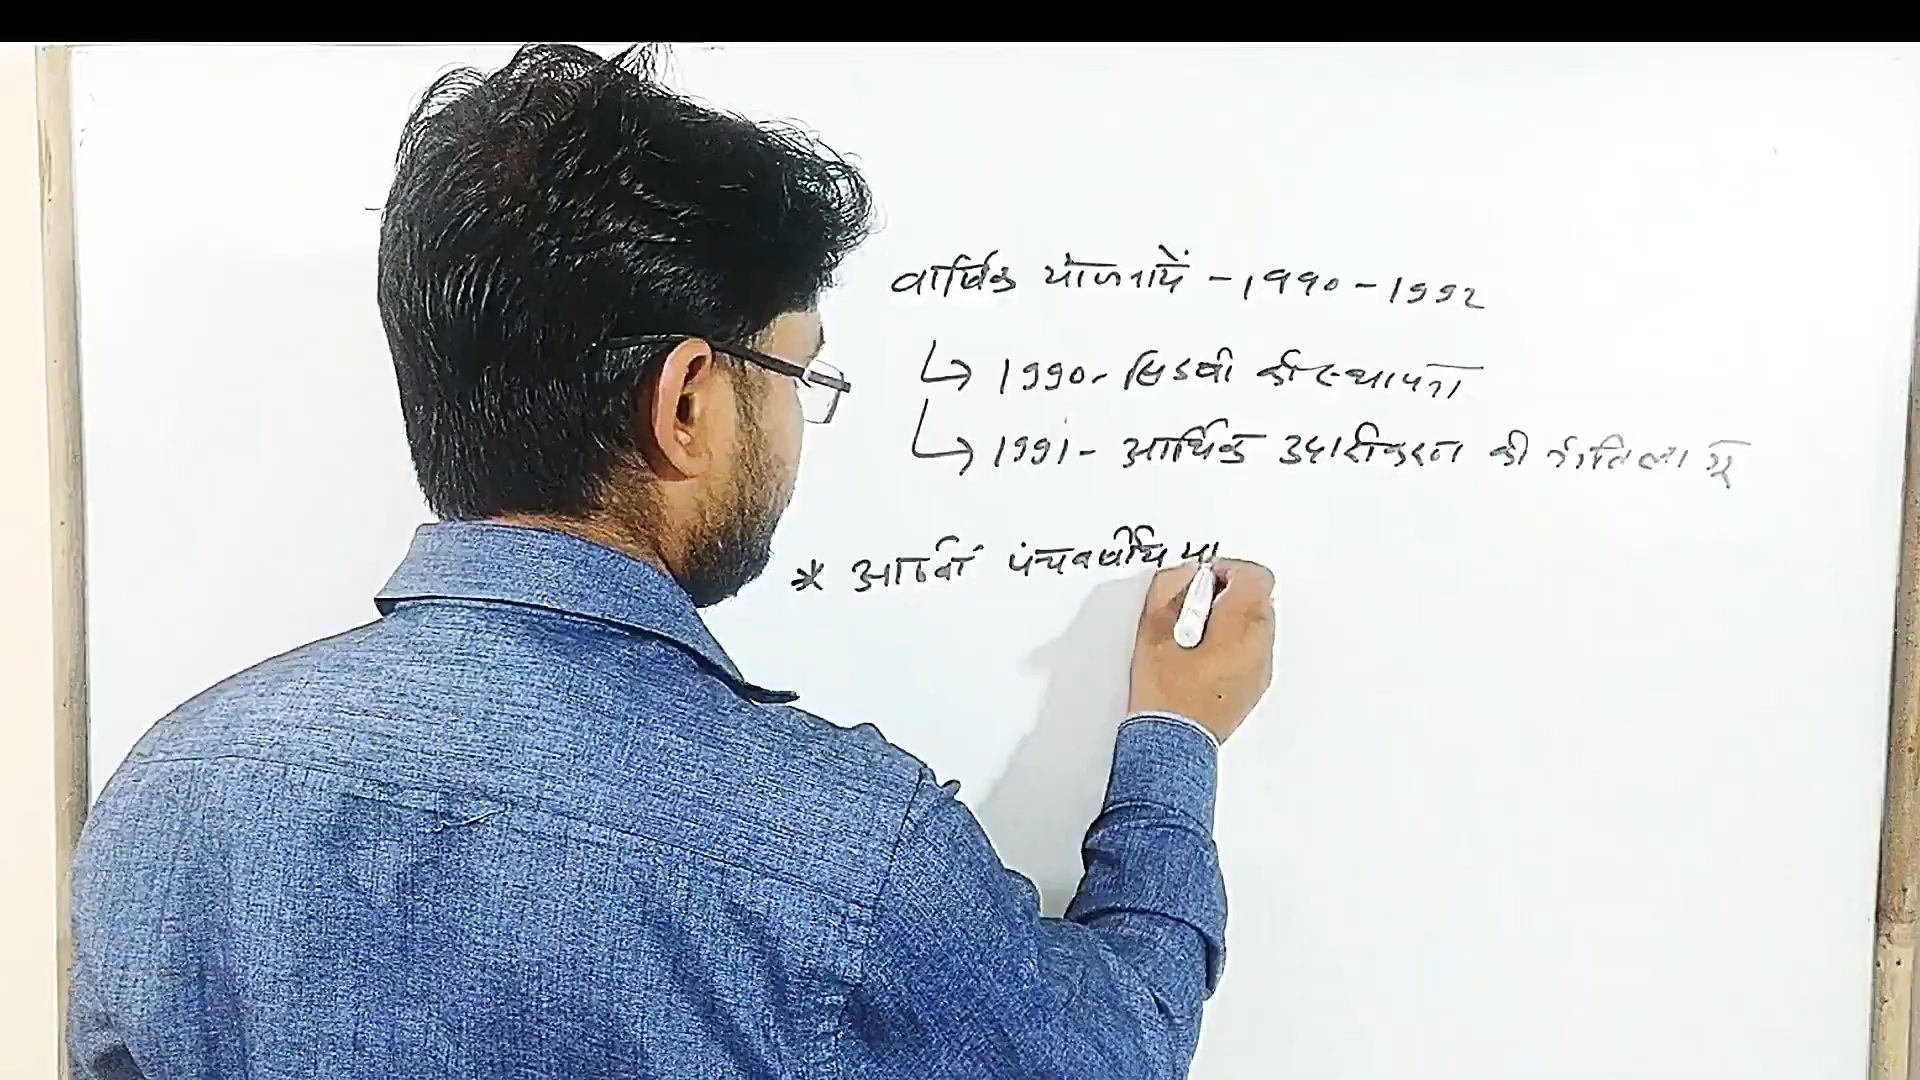 वार्षिक योजनायें - 1990 - 1992
↳ 1990 - सिडबी की स्थापना
↳ 1991 - आर्थिक उदारीकरण की नीति लागू
* आठवीं पंचवर्षीय यो